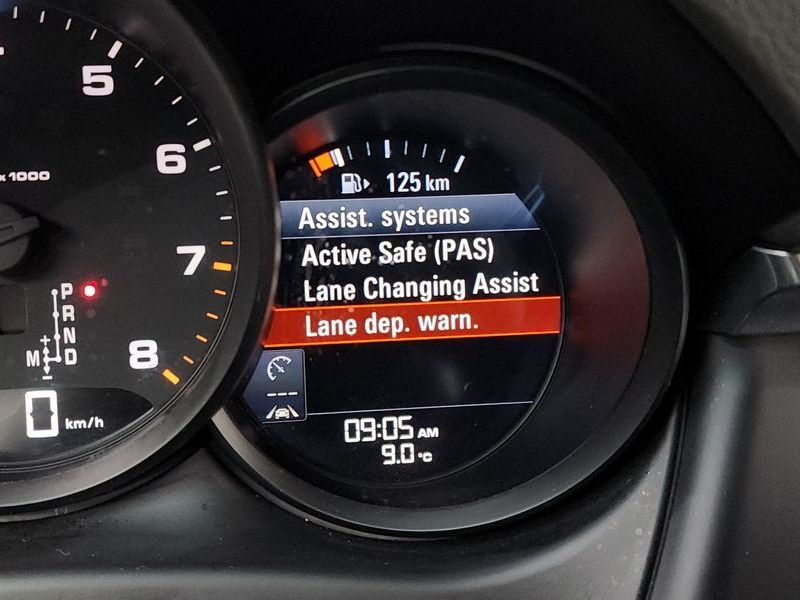 5
6
x1000
7
8
P
R
N
M D
+
-
0 km/h
125 km
Assist. systems
Active Safe (PAS)
Lane Changing Assist
Lane dep. warn.
---
09:05 AM
9.0 °C